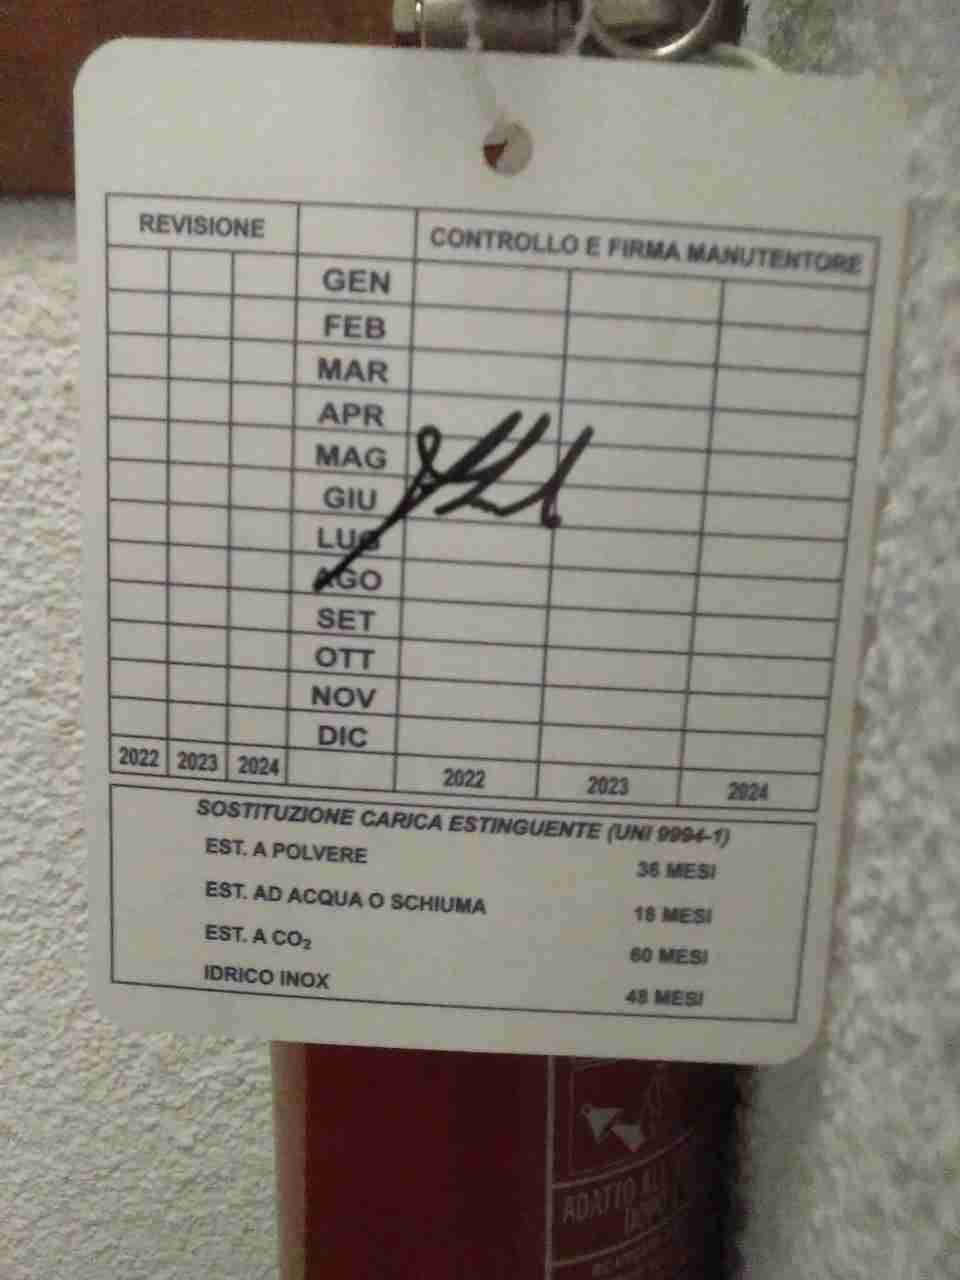 REVISIONE CONTROLLO E FIRMA MANUTENTORE
GEN
FEB
MAR
APR
MAG
GIU
LUG
AGO
SET
OTT
NOV
DIC
2022 2023 2024 2022 2023 2024
SOSTITUZIONE CARICA ESTINGUENTE (UNI 9994-1)
EST. A POLVERE 36 MESI
EST. AD ACQUA O SCHIUMA 18 MESI
EST. A CO₂ 60 MESI
IDRICO INOX 48 MESI
ADATTO